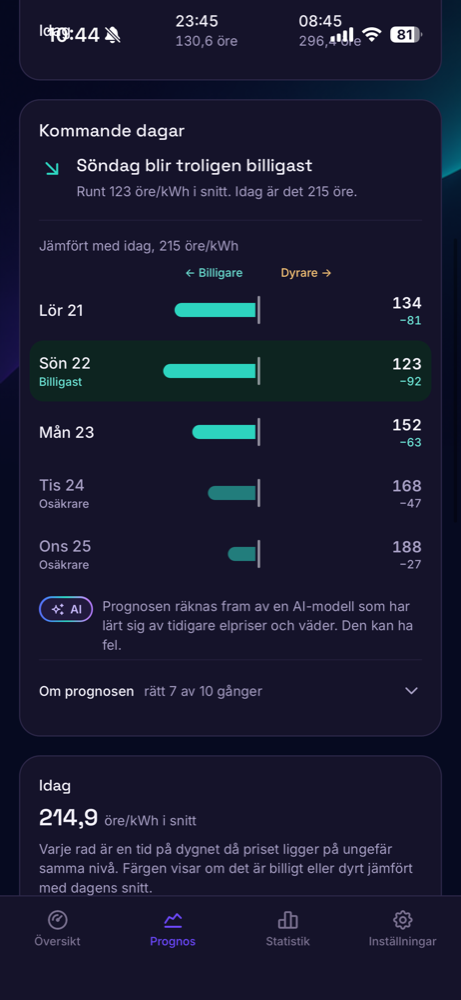 Idag
10:44
23:45
08:45
130,6 öre
296,4 öre
81
Kommande dagar
Söndag blir troligen billigast
Runt 123 öre/kWh i snitt. Idag är det 215 öre.
Jämfört med idag, 215 öre/kWh
← Billigare
Dyrare →
Lör 21
134
−81
Sön 22
Billigast
123
−92
Mån 23
152
−63
Tis 24
Osäkrare
168
−47
Ons 25
Osäkrare
188
−27
AI
Prognosen räknas fram av en AI-modell som har
lärt sig av tidigare elpriser och väder. Den kan ha
fel.
Om prognosen rätt 7 av 10 gånger
Idag
214,9 öre/kWh i snitt
Varje rad är en tid på dygnet då priset ligger på ungefär
samma nivå. Färgen visar om det är billigt eller dyrt jämfört
med dagens snitt.
Översikt
Prognos
Statistik
Inställningar